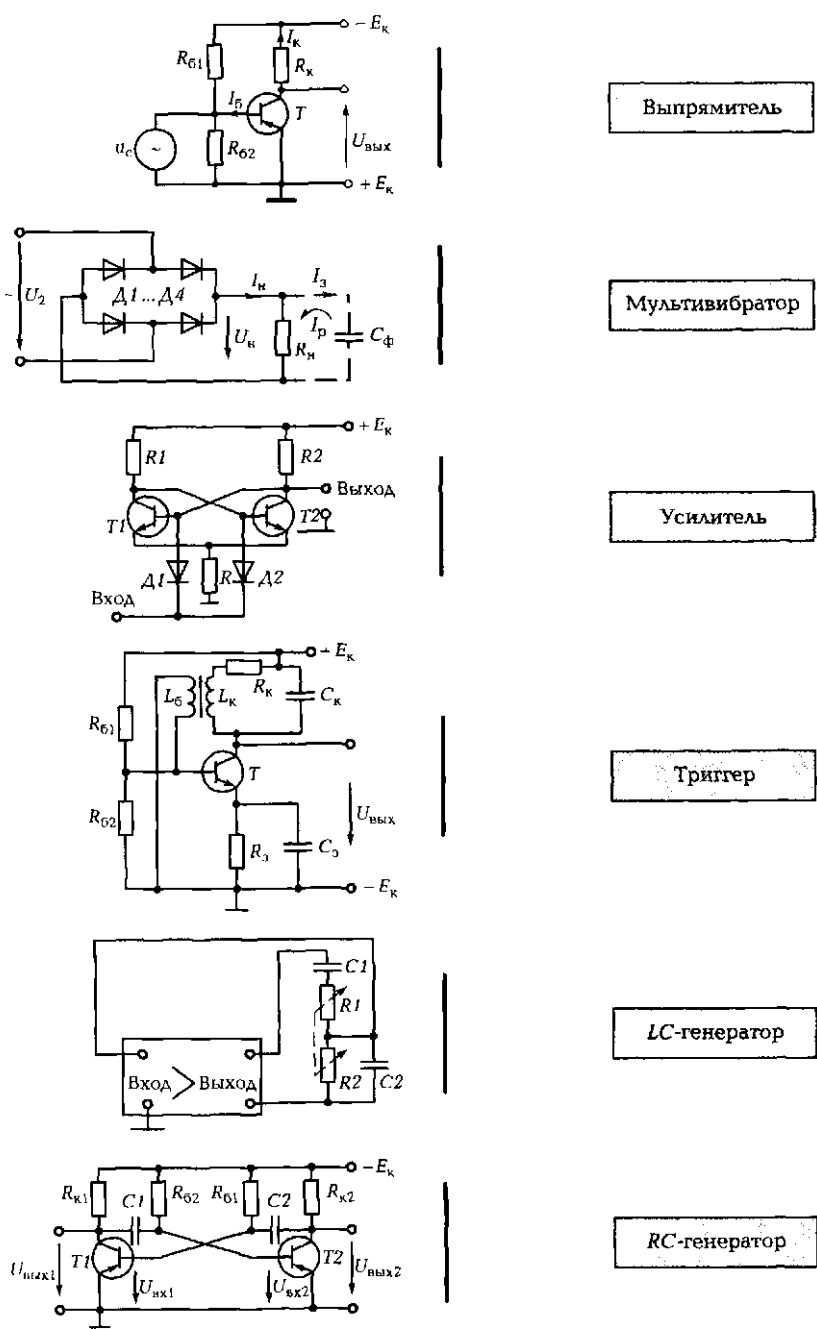 − Eк
Iк
Rб1
Rк
Iб
T
uс
~
Rб2
Uвых
+ Eк
Выпрямитель
~ U2
Д1...Д4
Iн
Iз
Uн
Rн
Iр
Cф
Мультивибратор
+ Eк
R1
R2
Выход
T1
T2
Д1
R
Д2
Вход
Усилитель
− Eк
Rк
Lб
Lк
Cк
Rб1
T
Rб2
Uвых
Rэ
Cэ
− Eк
Триггер
C1
R1
Вход > Выход
R2
C2
LC-генератор
−Eк
Rк1
C1
Rб2
Rб1
C2
Rк2
T1
T2
Uвых1
Uвх1
Uвх2
Uвых2
RC-генератор